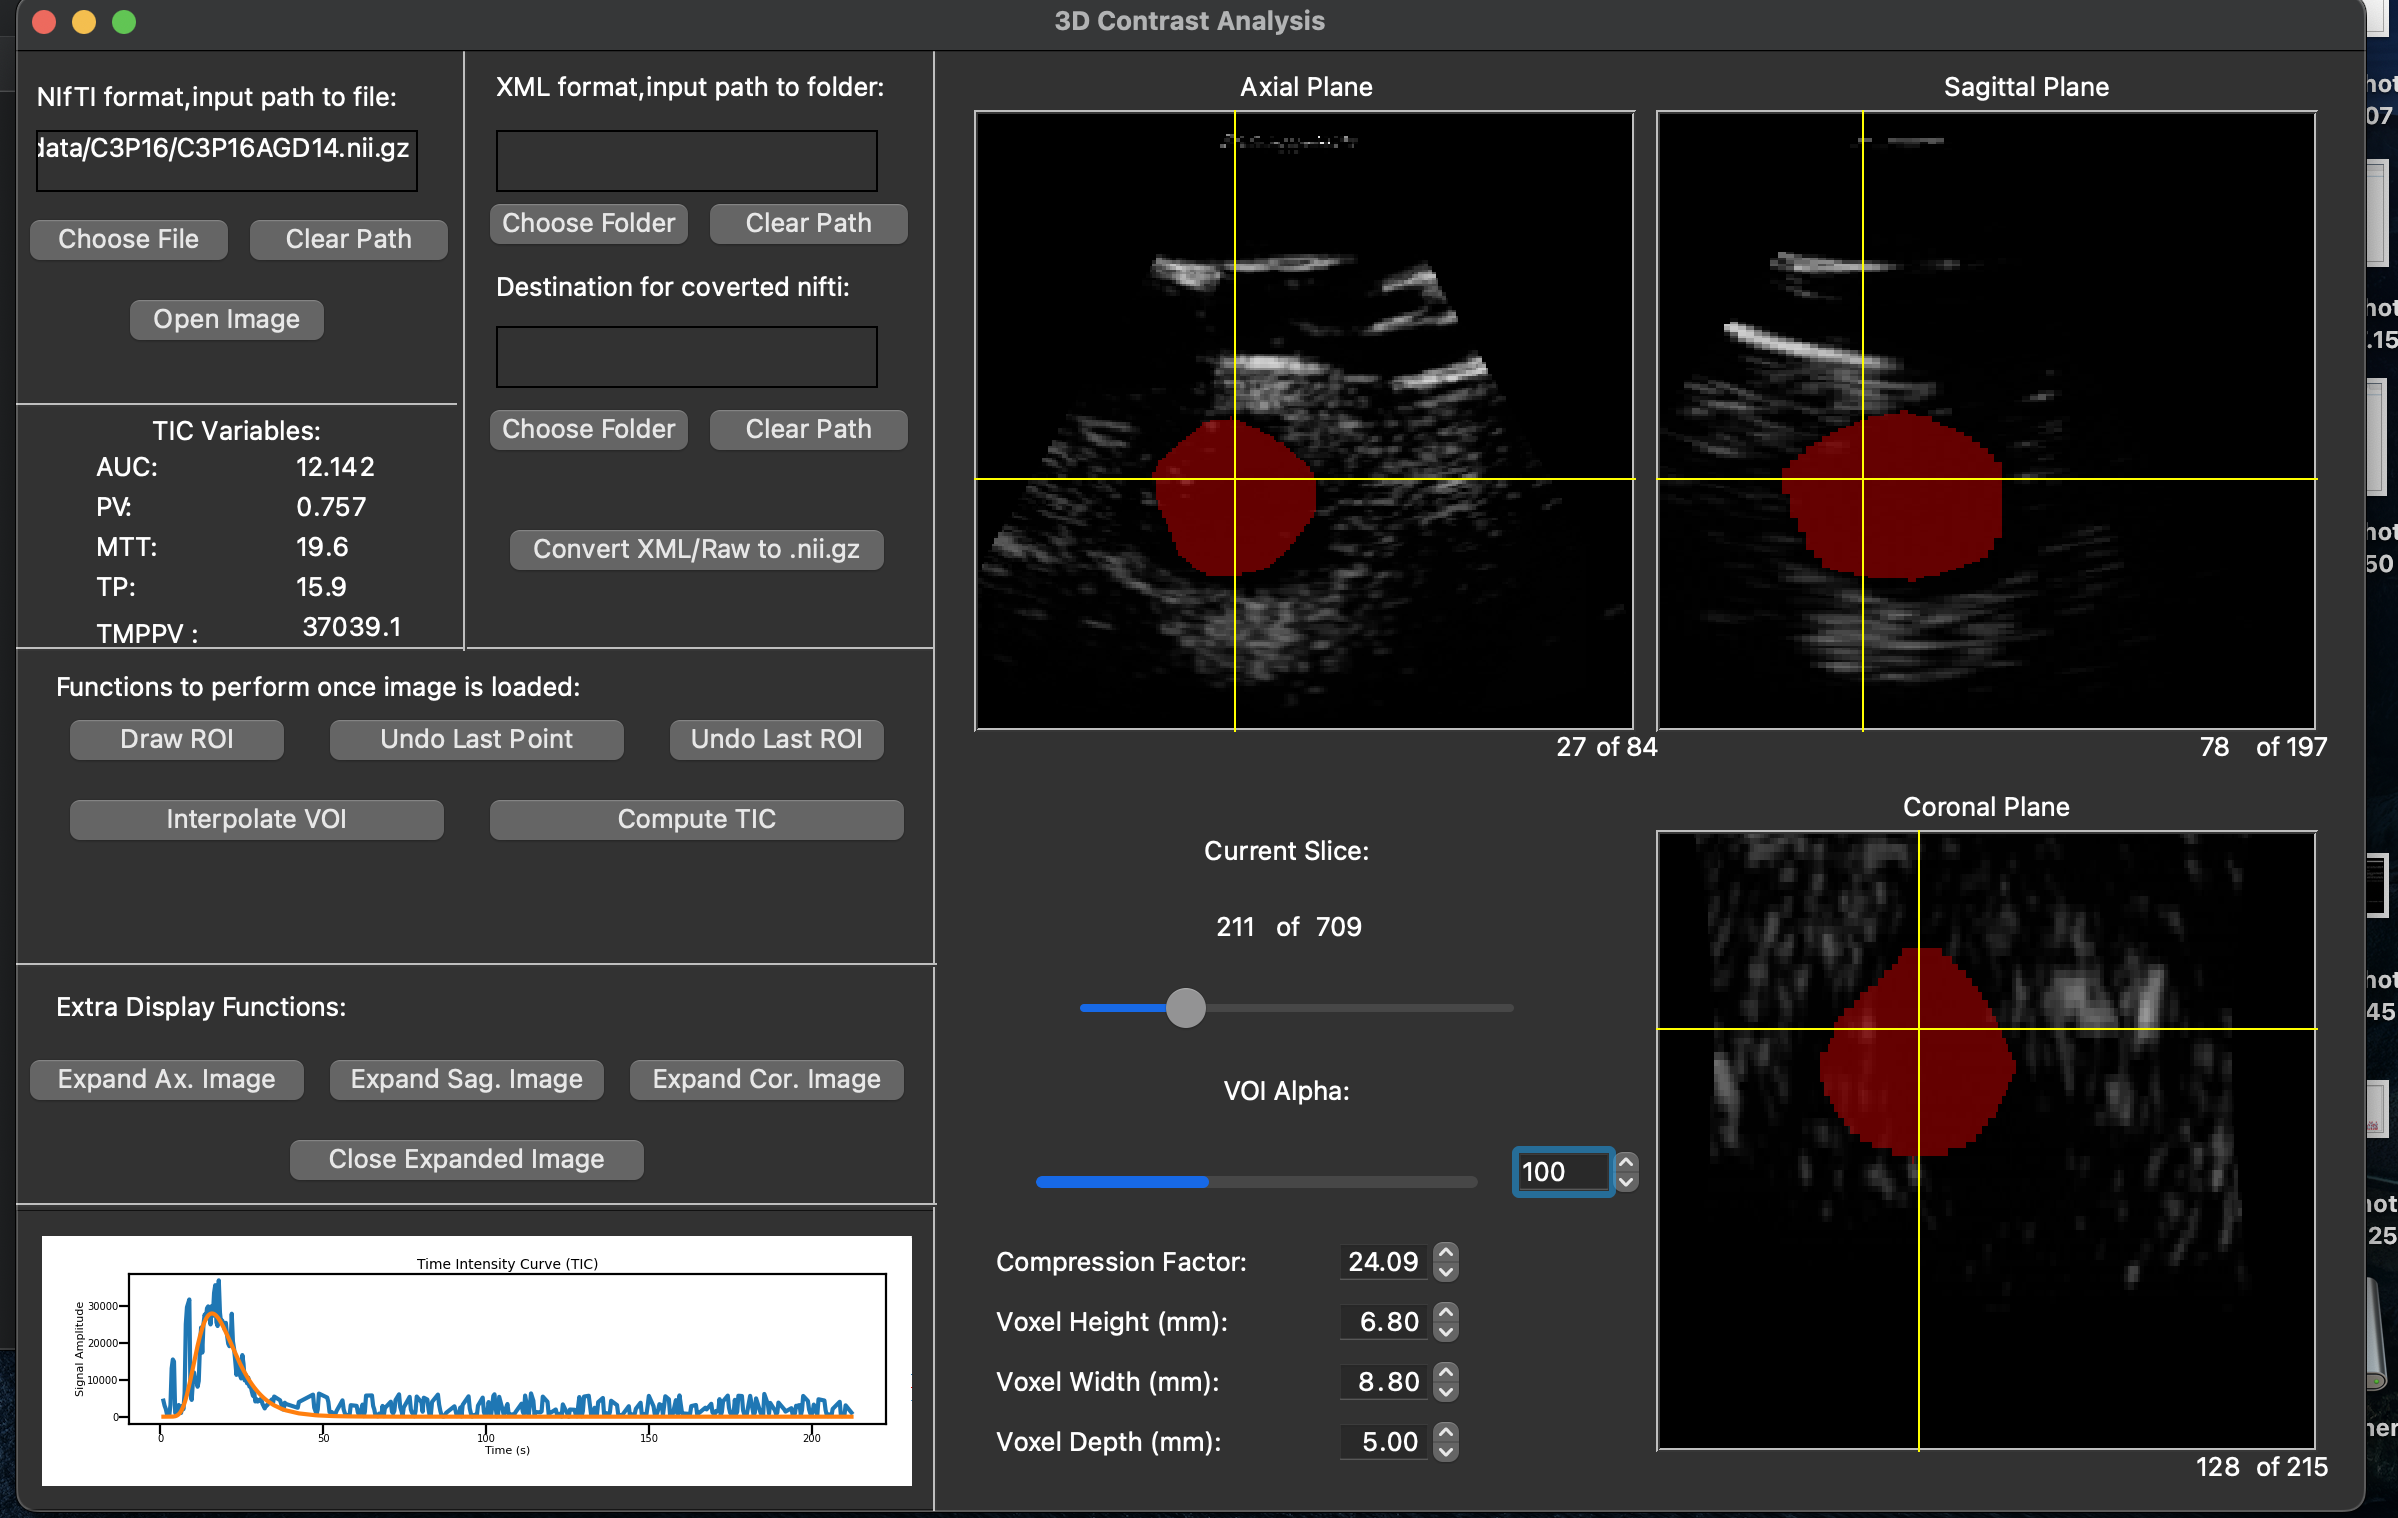 3D Contrast Analysis
NIfTI format,input path to file:
data/C3P16/C3P16AGD14.nii.gz
Choose File
Clear Path
Open Image
XML format,input path to folder:
Choose Folder
Clear Path
Destination for coverted nifti:
Choose Folder
Clear Path
Convert XML/Raw to .nii.gz
TIC Variables:
AUC: 12.142
PV: 0.757
MTT: 19.6
TP: 15.9
TMPPV : 37039.1
Functions to perform once image is loaded:
Draw ROI
Undo Last Point
Undo Last ROI
Interpolate VOI
Compute TIC
Extra Display Functions:
Expand Ax. Image
Expand Sag. Image
Expand Cor. Image
Close Expanded Image
Time Intensity Curve (TIC)
Signal Amplitude
30000
20000
10000
0
0 50 100 150 200
Time (s)
Axial Plane
27 of 84
Sagittal Plane
78 of 197
Current Slice:
211 of 709
VOI Alpha:
100
Compression Factor: 24.09
Voxel Height (mm): 6.80
Voxel Width (mm): 8.80
Voxel Depth (mm): 5.00
Coronal Plane
128 of 215
07
.15
50
45
25